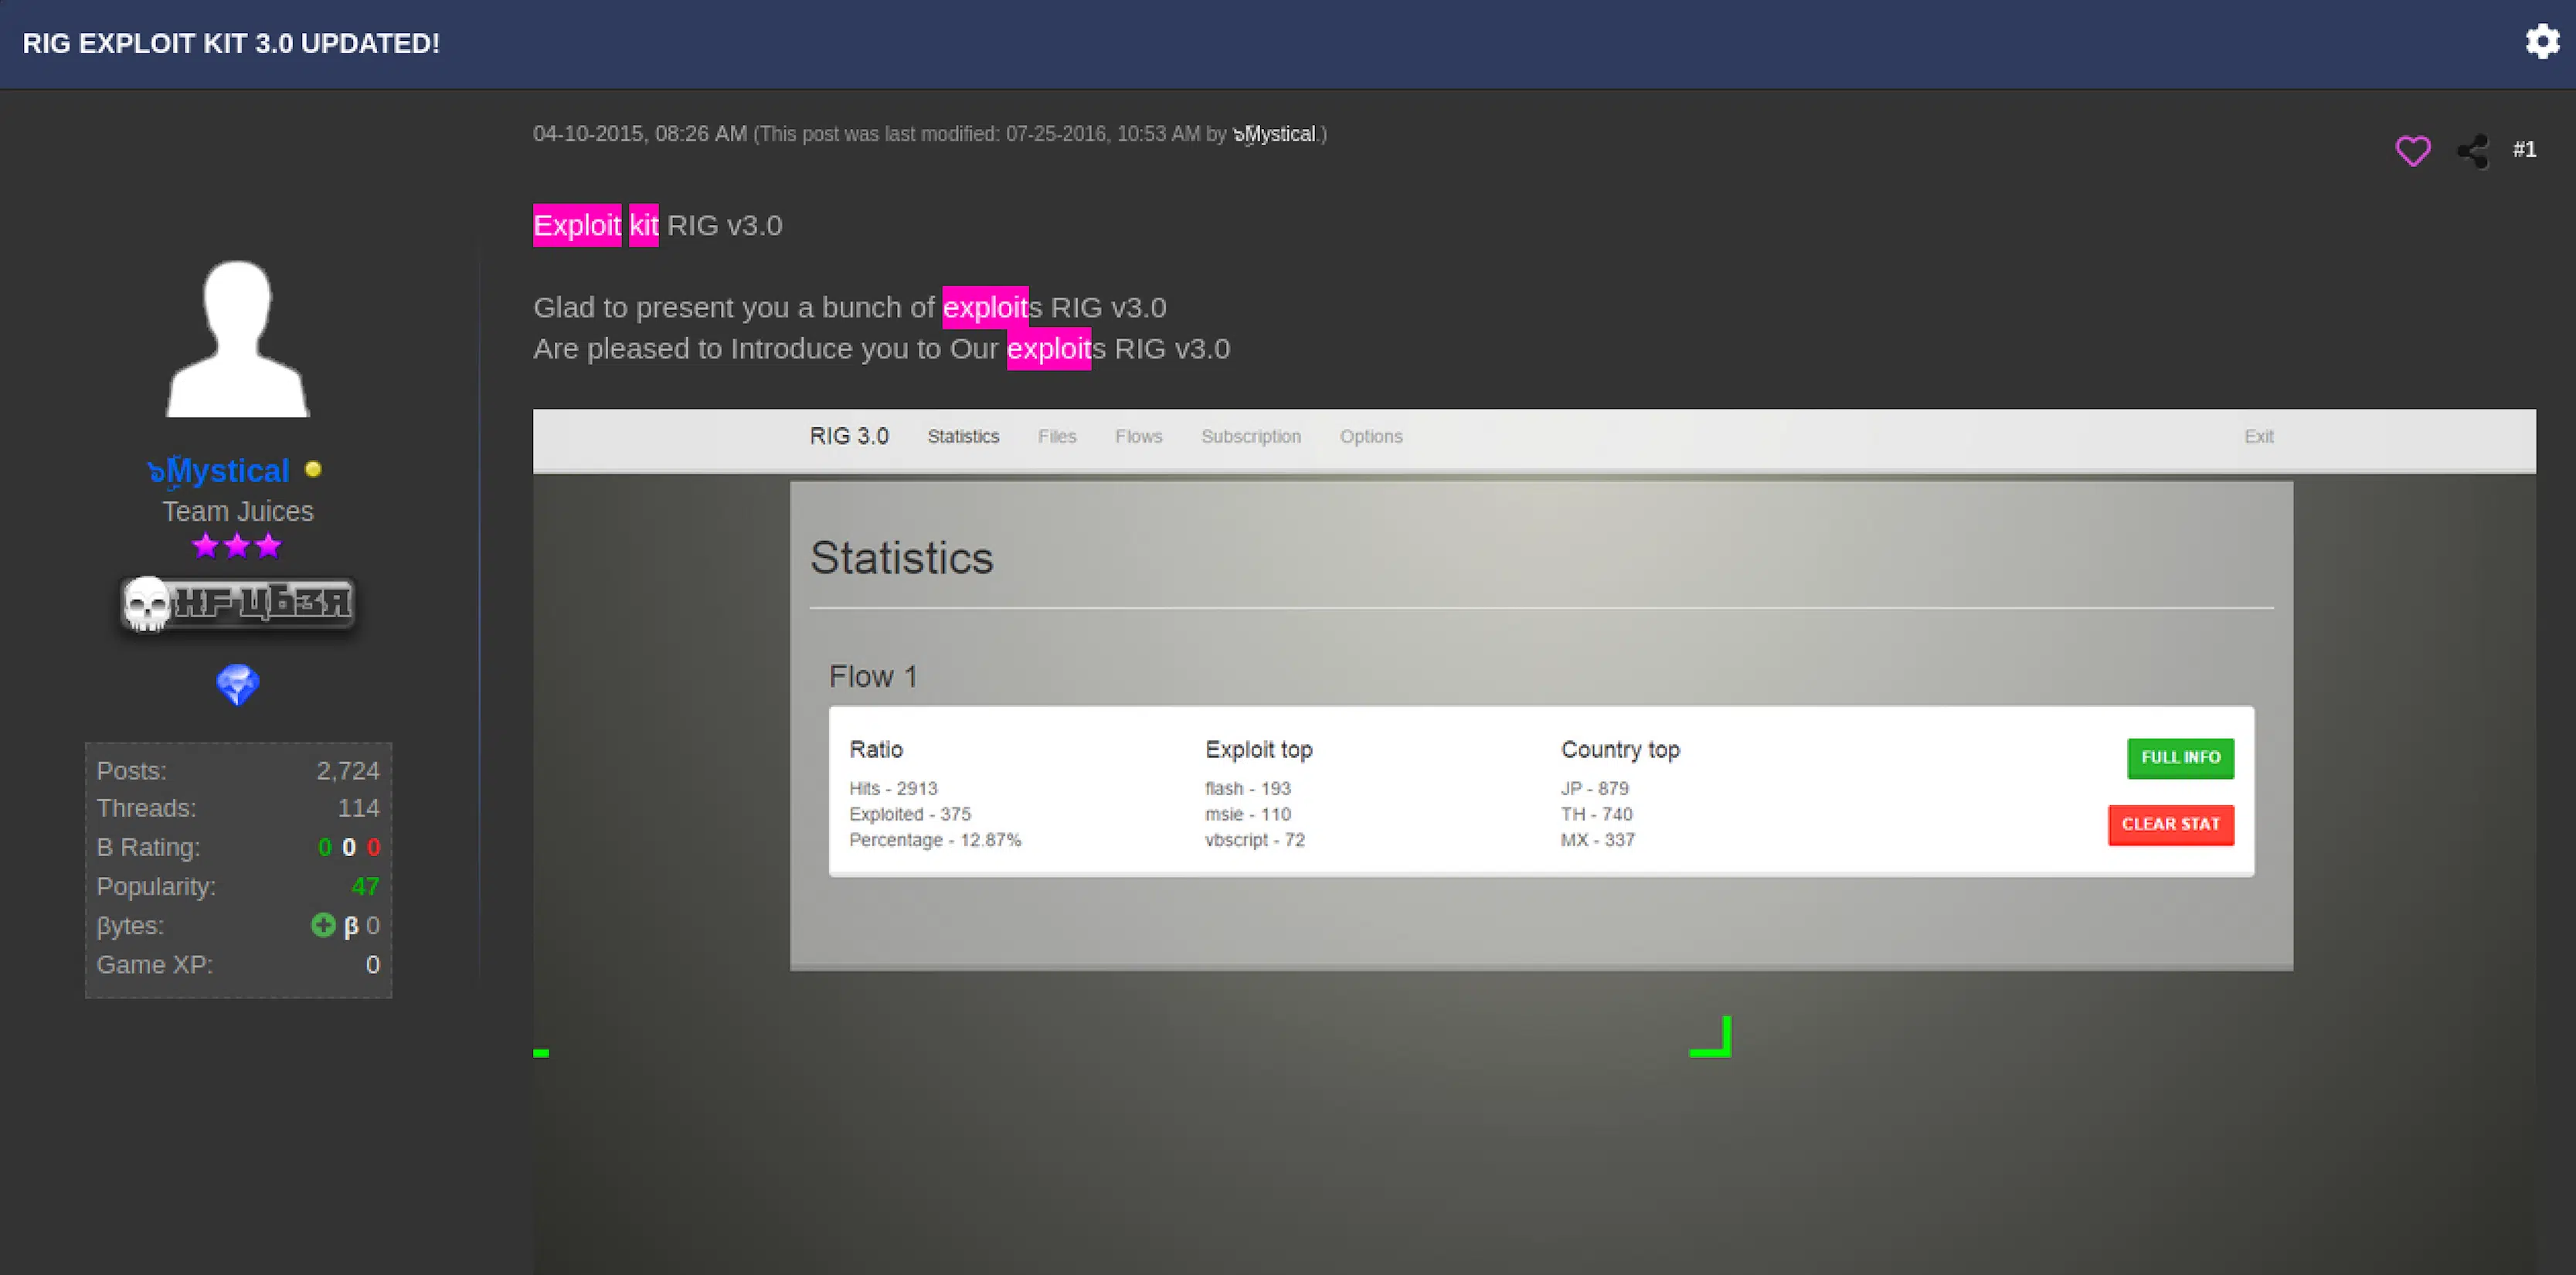 RIG EXPLOIT KIT 3.0 UPDATED!
04-10-2015, 08:26 AM (This post was last modified: 07-25-2016, 10:53 AM by Mystical.)
#1
Exploit kit RIG v3.0
Glad to present you a bunch of exploits RIG v3.0
Are pleased to Introduce you to Our exploits RIG v3.0
Mystical
Team Juices
Posts: 2,724
Threads: 114
B Rating: 0 0 0
Popularity: 47
βytes: β 0
Game XP: 0
RIG 3.0 Statistics Files Flows Subscription Options Exit
Statistics
Flow 1
Ratio
Hits - 2913
Exploited - 375
Percentage - 12.87%
Exploit top
flash - 193
msie - 110
vbscript - 72
Country top
JP - 879
TH - 740
MX - 337
FULL INFO
CLEAR STAT